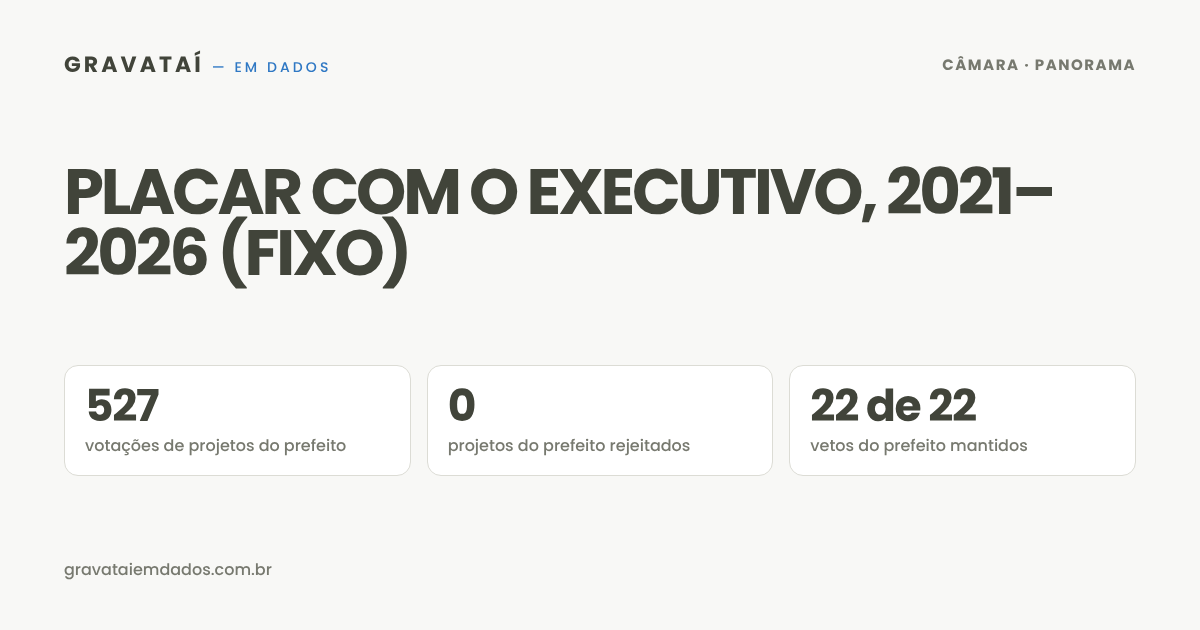 GRAVATAÍ — EM DADOS
CÂMARA · PANORAMA
PLACAR COM O EXECUTIVO, 2021–
2026 (FIXO)
527
votações de projetos do prefeito
0
projetos do prefeito rejeitados
22 de 22
vetos do prefeito mantidos
gravataiemdados.com.br